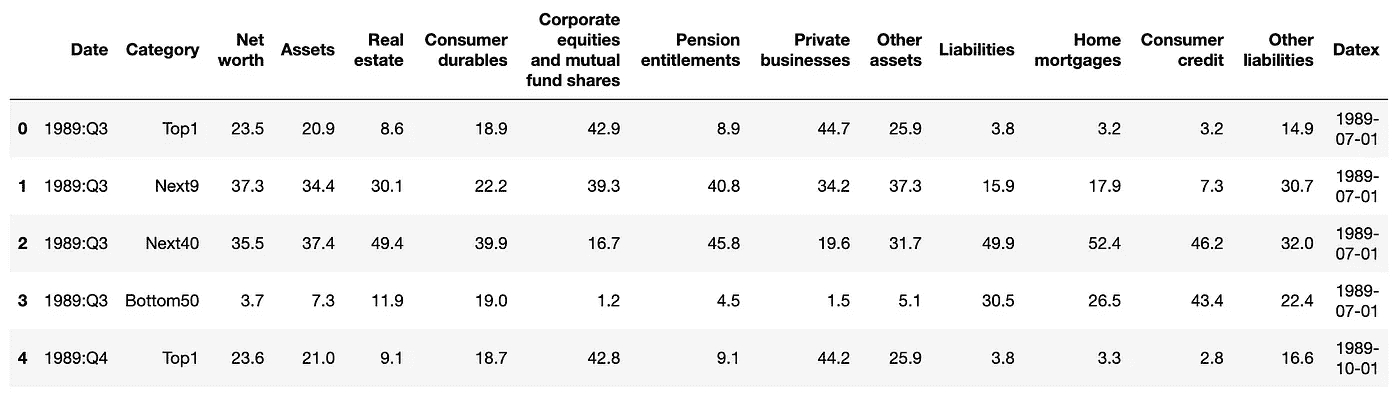 Date Category Net worth Assets Real estate Consumer durables Corporate equities and mutual fund shares Pension entitlements Private businesses Other assets Liabilities Home mortgages Consumer credit Other liabilities Datex
0 1989:Q3 Top1 23.5 20.9 8.6 18.9 42.9 8.9 44.7 25.9 3.8 3.2 3.2 14.9 1989-07-01
1 1989:Q3 Next9 37.3 34.4 30.1 22.2 39.3 40.8 34.2 37.3 15.9 17.9 7.3 30.7 1989-07-01
2 1989:Q3 Next40 35.5 37.4 49.4 39.9 16.7 45.8 19.6 31.7 49.9 52.4 46.2 32.0 1989-07-01
3 1989:Q3 Bottom50 3.7 7.3 11.9 19.0 1.2 4.5 1.5 5.1 30.5 26.5 43.4 22.4 1989-07-01
4 1989:Q4 Top1 23.6 21.0 9.1 18.7 42.8 9.1 44.2 25.9 3.8 3.3 2.8 16.6 1989-10-01